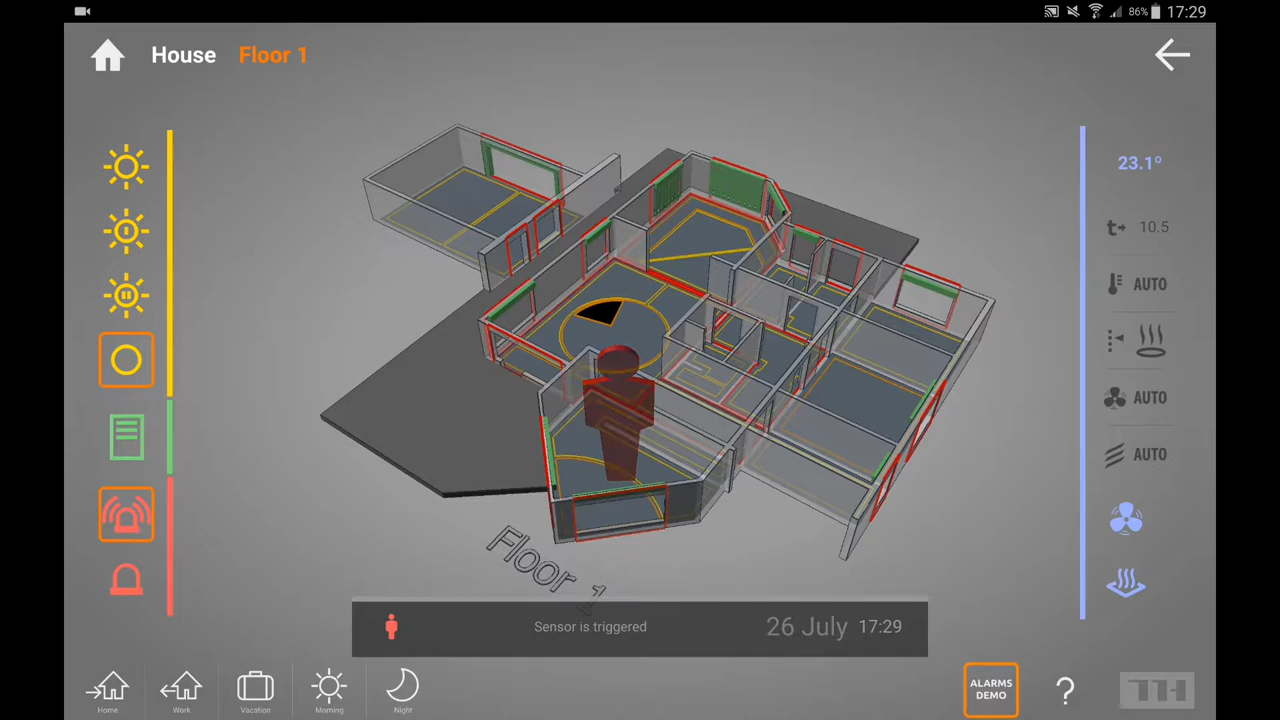 86% 17:29
House Floor 1
23.1°
t 10.5
AUTO
AUTO
AUTO
Floor 1
Sensor is triggered 26 July 17:29
Home Work Vacation Morning Night
ALARMS
DEMO
?